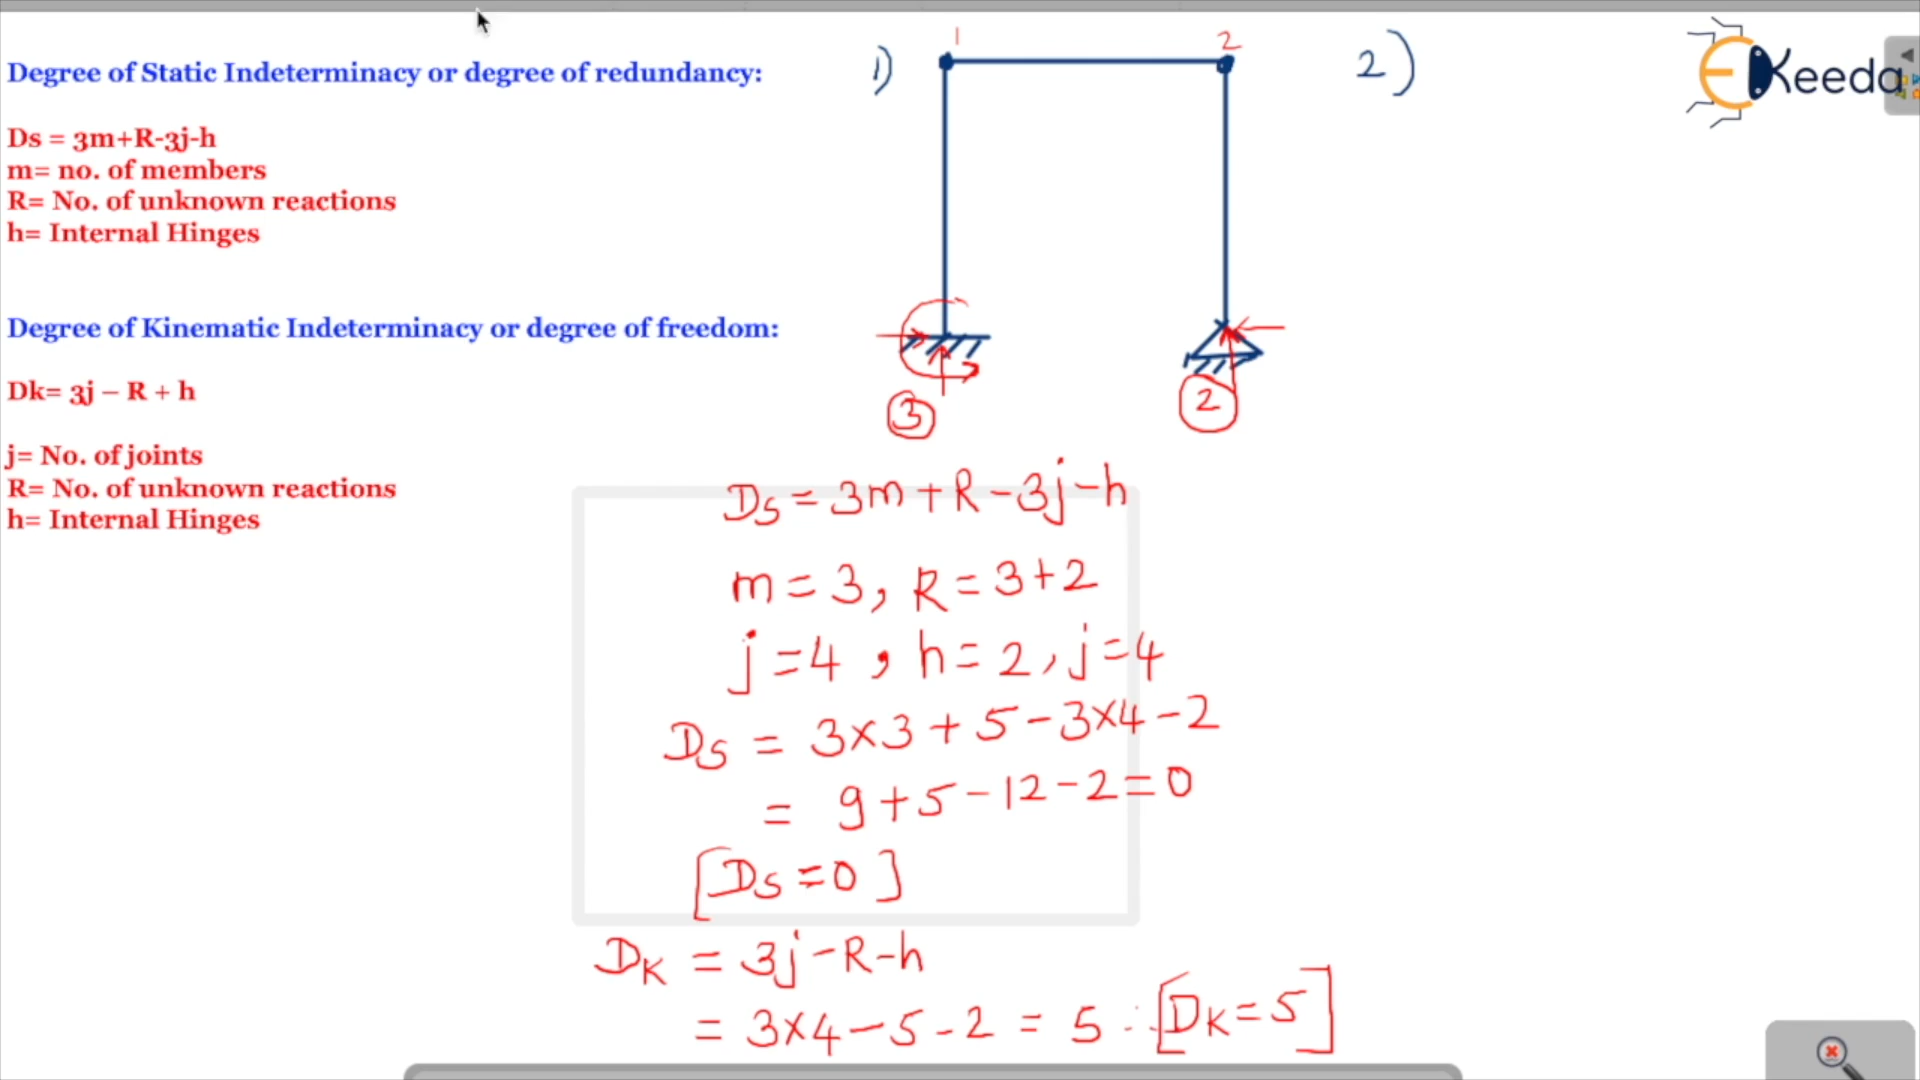 Degree of Static Indeterminacy or degree of redundancy:
Ds = 3m+R-3j-h
m= no. of members
R= No. of unknown reactions
h= Internal Hinges
Degree of Kinematic Indeterminacy or degree of freedom:
Dk= 3j – R + h
j= No. of joints
R= No. of unknown reactions
h= Internal Hinges
1)
1
2
2)
EKeeda
3
2
Ds = 3m+R-3j-h
m=3, R=3+2
j=4, h=2, j=4
Ds = 3×3+5-3×4-2
= 9+5-12-2=0
[Ds=0]
DK = 3j-R-h
= 3×4-5-2 = 5 ∴ [DK=5]